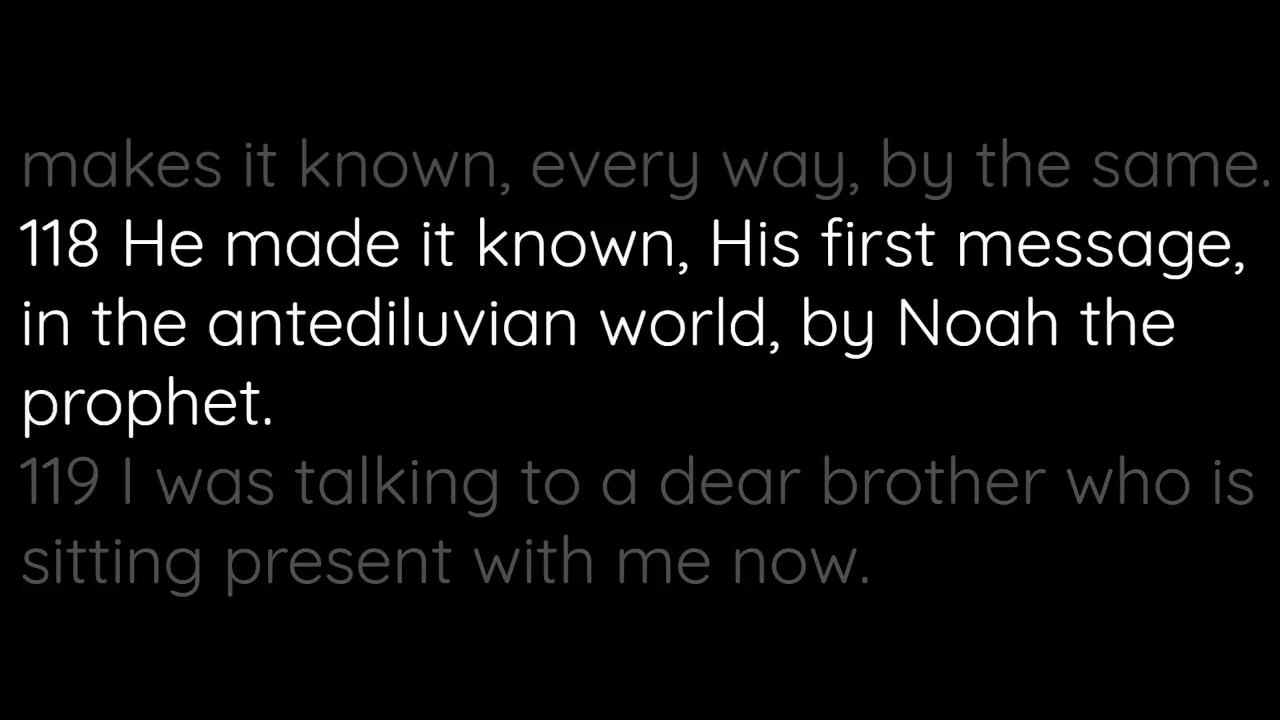 makes it known, every way, by the same.
118 He made it known, His first message,
in the antediluvian world, by Noah the
prophet.
119 I was talking to a dear brother who is
sitting present with me now.